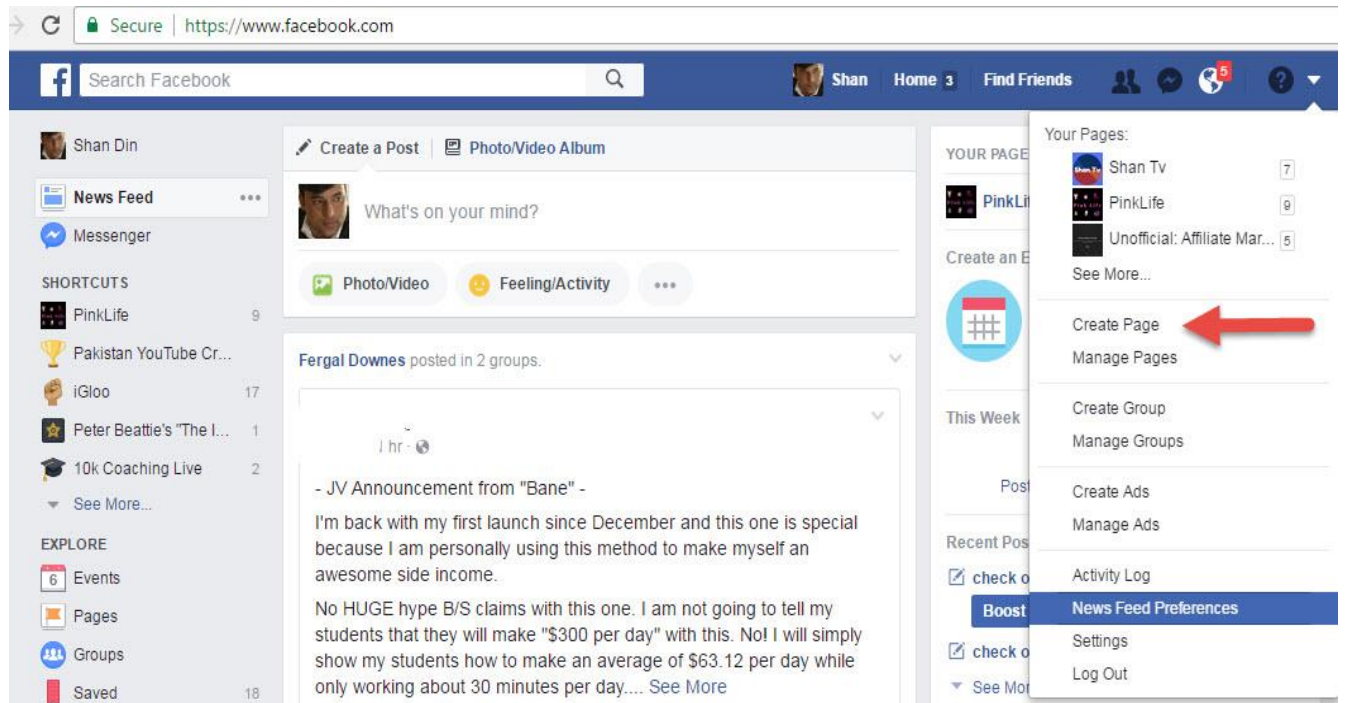 Secure | https://www.facebook.com
Search Facebook
Shan
Home 3
Find Friends
5
Shan Din
News Feed
Messenger
SHORTCUTS
PinkLife 9
Pakistan YouTube Cr...
iGloo 17
Peter Beattie's "The I... 1
10k Coaching Live 2
See More...
EXPLORE
6 Events
Pages
Groups
Saved 18
Create a Post
Photo/Video Album
What's on your mind?
Photo/Video
Feeling/Activity
Fergal Downes posted in 2 groups.
hr ·
- JV Announcement from "Bane" -
I'm back with my first launch since December and this one is special
because I am personally using this method to make myself an
awesome side income.
No HUGE hype B/S claims with this one. I am not going to tell my
students that they will make "$300 per day" with this. No! I will simply
show my students how to make an average of $63.12 per day while
only working about 30 minutes per day.... See More
YOUR PAGE
PinkLi
Create an E
This Week
Post
Recent Pos
check o
Boost
check o
See Mor
Your Pages:
Shan Tv 7
PinkLife 9
Unofficial: Affiliate Mar... 5
See More...
Create Page
Manage Pages
Create Group
Manage Groups
Create Ads
Manage Ads
Activity Log
News Feed Preferences
Settings
Log Out